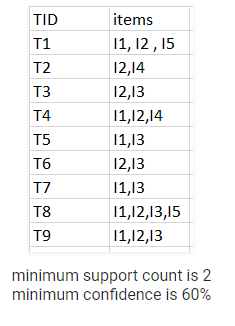 TID items
T1 I1, I2 , I5
T2 I2,I4
T3 I2,I3
T4 I1,I2,I4
T5 I1,I3
T6 I2,I3
T7 I1,I3
T8 I1,I2,I3,I5
T9 I1,I2,I3
minimum support count is 2
minimum confidence is 60%